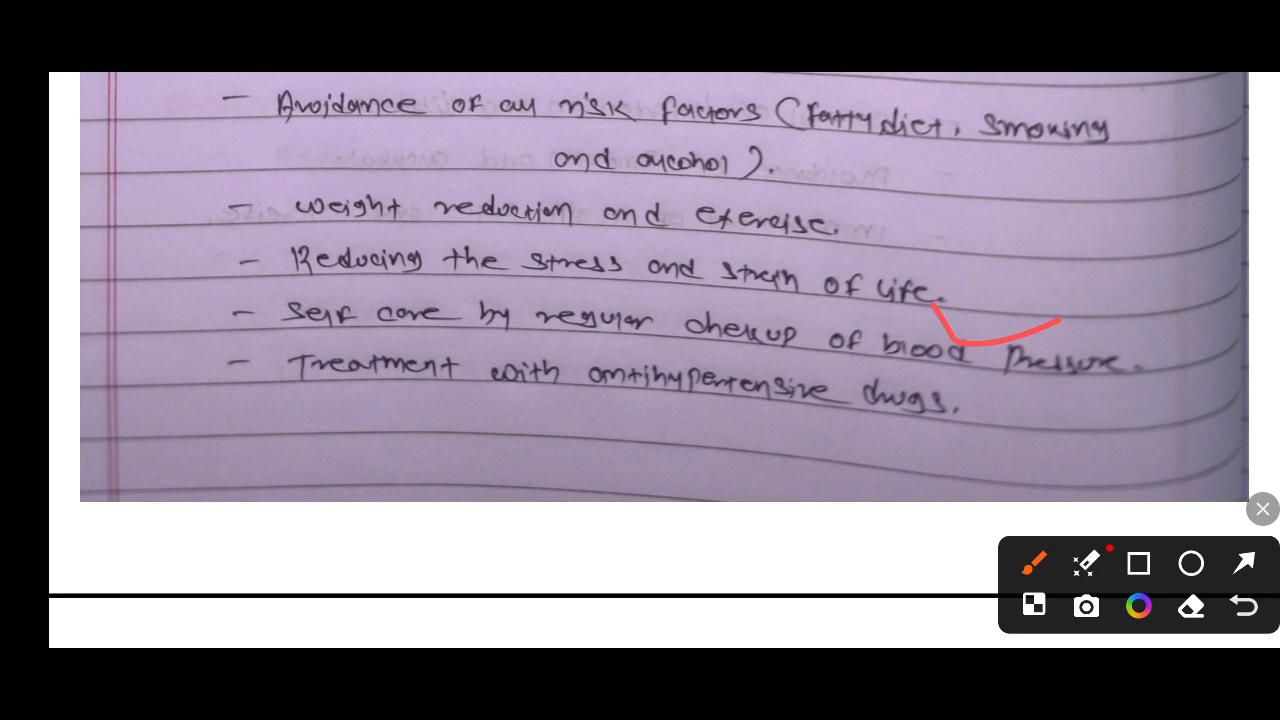 - Avoidance of all risk factors (fatty diet, smoking
and alcohol).
- weight reduction and exercise.
- Reducing the stress and strain of life.
- Self care by regular checkup of blood pressure.
- Treatment with antihypertensive drugs.